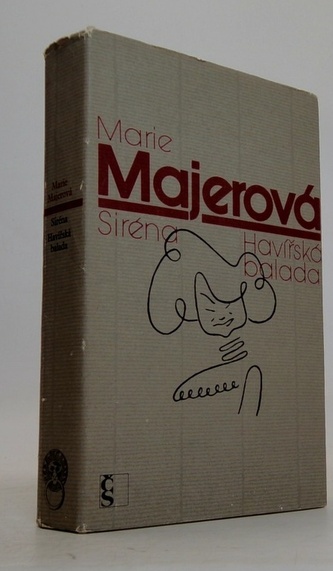 Marie
Majerová
Siréna
Havířská
balada
Marie
Majerová
Siréna
Havířská
balada
ČS